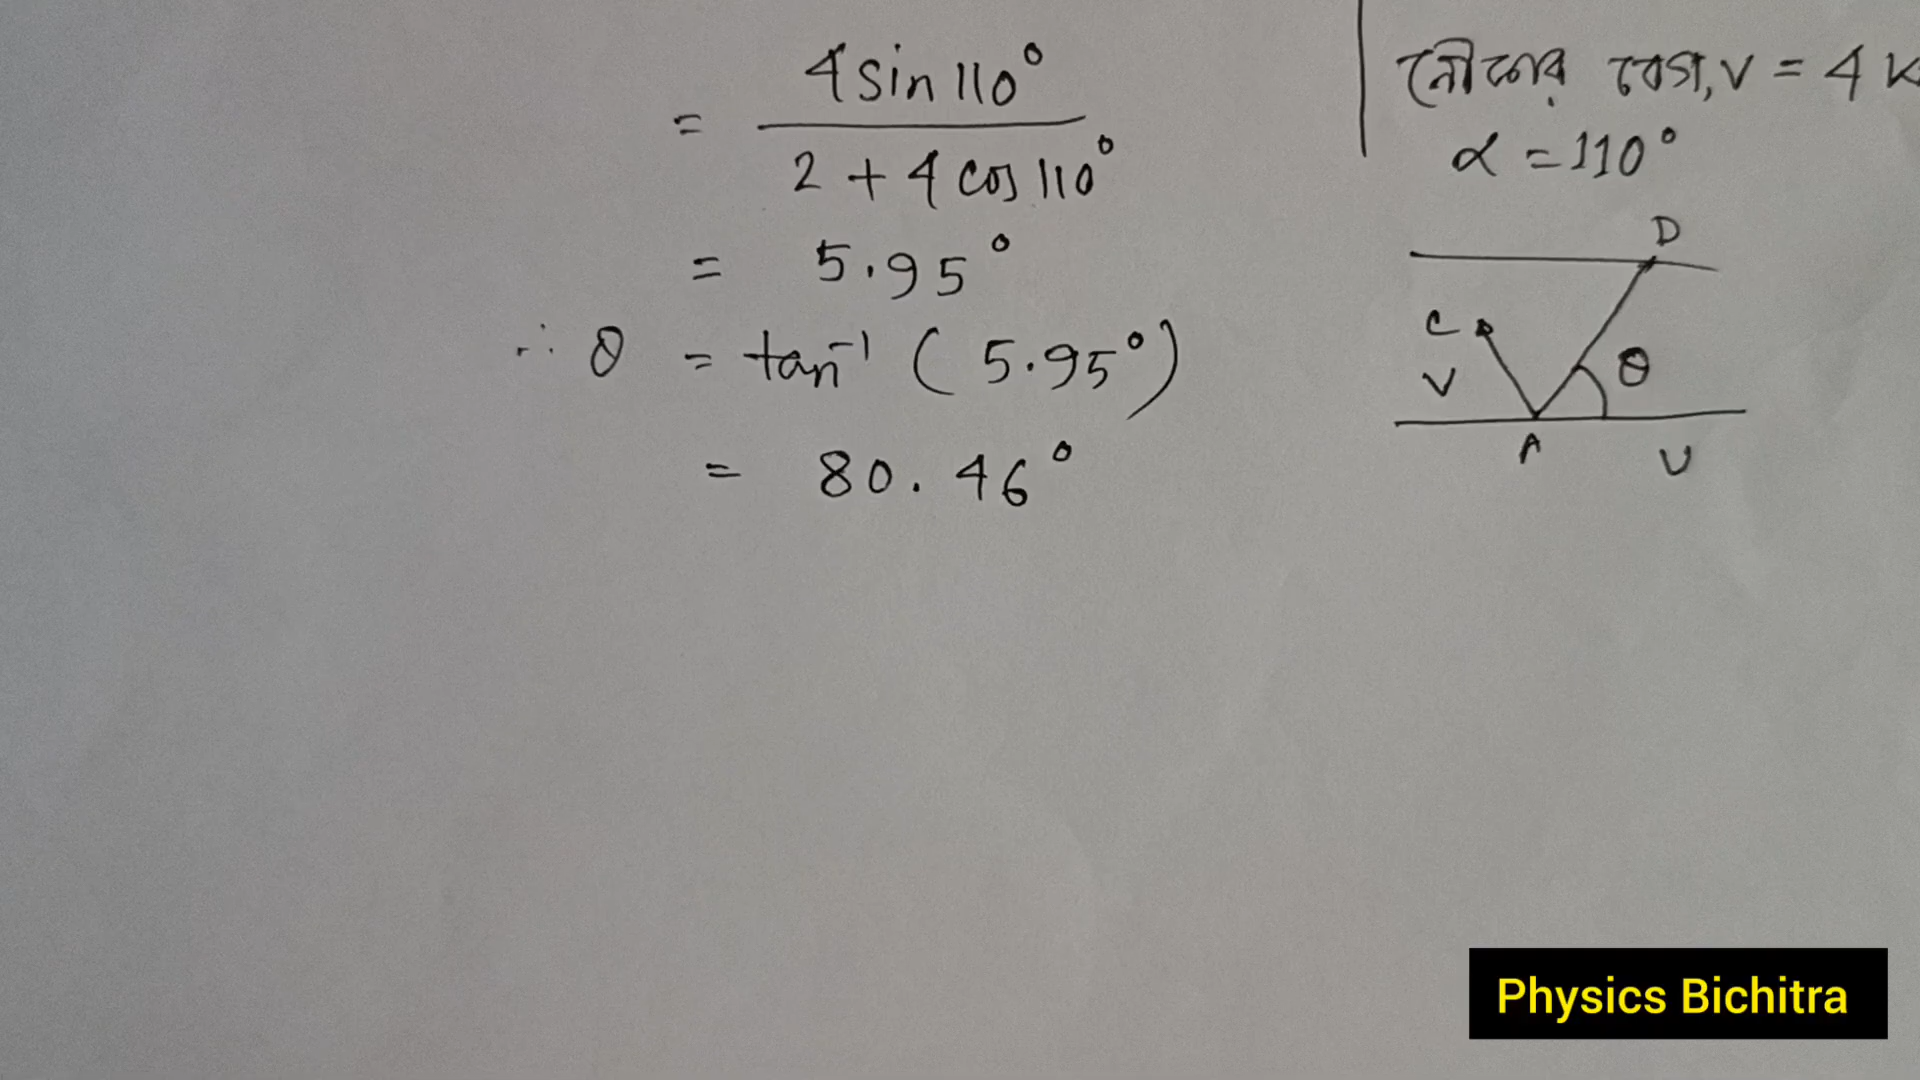 = 4 sin 110° / 2 + 4 cos 110°
= 5.95°
∴ θ = tan⁻¹ (5.95°)
= 80.46°
নৌকার বেগ, v = 4 k
α = 110°
D
C
V
θ
A
U
Physics Bichitra